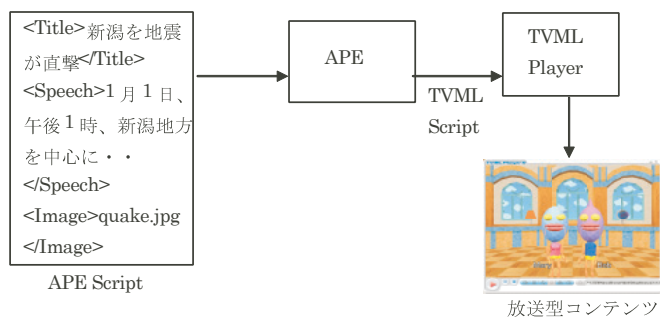 <Title>新潟を地震
が直撃</Title>
<Speech>1 月 1 日、
午後 1 時、新潟地方
を中心に・・
</Speech>
<Image>quake.jpg
</Image>
APE Script
APE
TVML
Script
TVML
Player
放送型コンテンツ